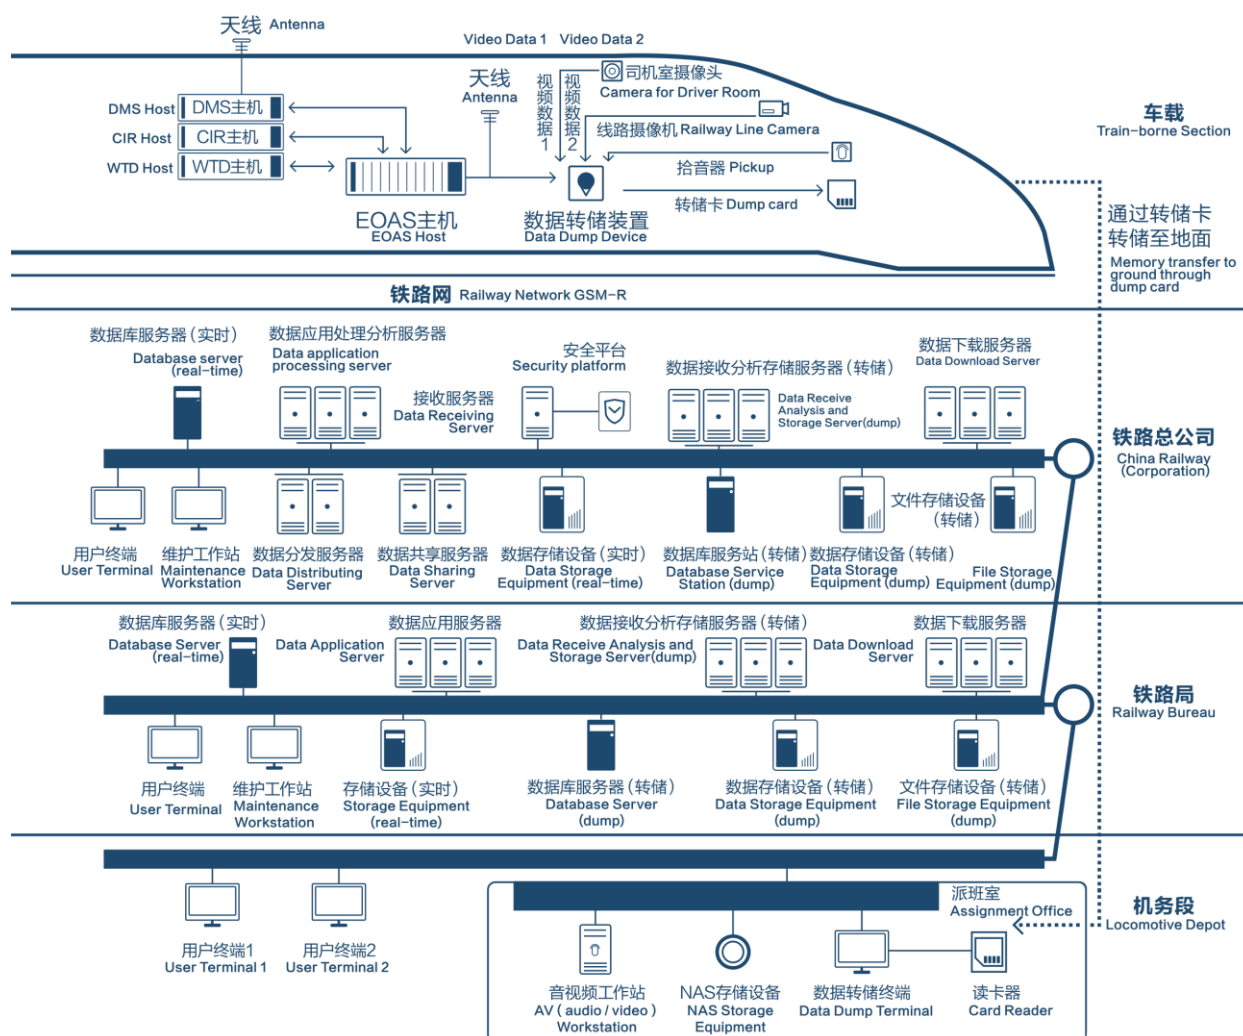 天线 Antenna
Video Data 1 Video Data 2
视频数据1
视频数据2
司机室摄像头
Camera for Driver Room
天线
Antenna
DMS Host DMS主机
CIR Host CIR主机
WTD Host WTD主机
线路摄像机 Railway Line Camera
拾音器 Pickup
转储卡 Dump card
EOAS主机
EOAS Host
数据转储装置
Data Dump Device
车载
Train-borne Section
通过转储卡
转储至地面
Memory transfer to
ground through
dump card
铁路网 Railway Network GSM-R
数据库服务器(实时)
Database server
(real-time)
数据应用处理分析服务器
Data application
processing server
接收服务器
Data Receiving
Server
安全平台
Security platform
数据接收分析存储服务器(转储)
Data Receive
Analysis and
Storage Server(dump)
数据下载服务器
Data Download Server
铁路总公司
China Railway
(Corporation)
用户终端
User Terminal
维护工作站
Maintenance
Workstation
数据分发服务器
Data Distributing
Server
数据共享服务器
Data Sharing
Server
数据存储设备(实时)
Data Storage
Equipment (real-time)
数据库服务站(转储)
Database Service
Station (dump)
数据存储设备(转储)
Data Storage
Equipment (dump)
文件存储设备
(转储)
File Storage
Equipment (dump)
数据库服务器(实时)
Database Server
(real-time)
数据应用服务器
Data Application
Server
数据接收分析存储服务器(转储)
Data Receive Analysis and
Storage Server(dump)
数据下载服务器
Data Download
Server
铁路局
Railway Bureau
用户终端
User Terminal
维护工作站
Maintenance
Workstation
存储设备(实时)
Storage Equipment
(real-time)
数据库服务器(转储)
Database Server
(dump)
数据存储设备(转储)
Data Storage Equipment
(dump)
文件存储设备(转储)
File Storage Equipment
(dump)
用户终端1
User Terminal 1
用户终端2
User Terminal 2
派班室
Assignment Office
机务段
Locomotive Depot
音视频工作站
AV ( audio / video )
Workstation
NAS存储设备
NAS Storage
Equipment
数据转储终端
Data Dump Terminal
读卡器
Card Reader